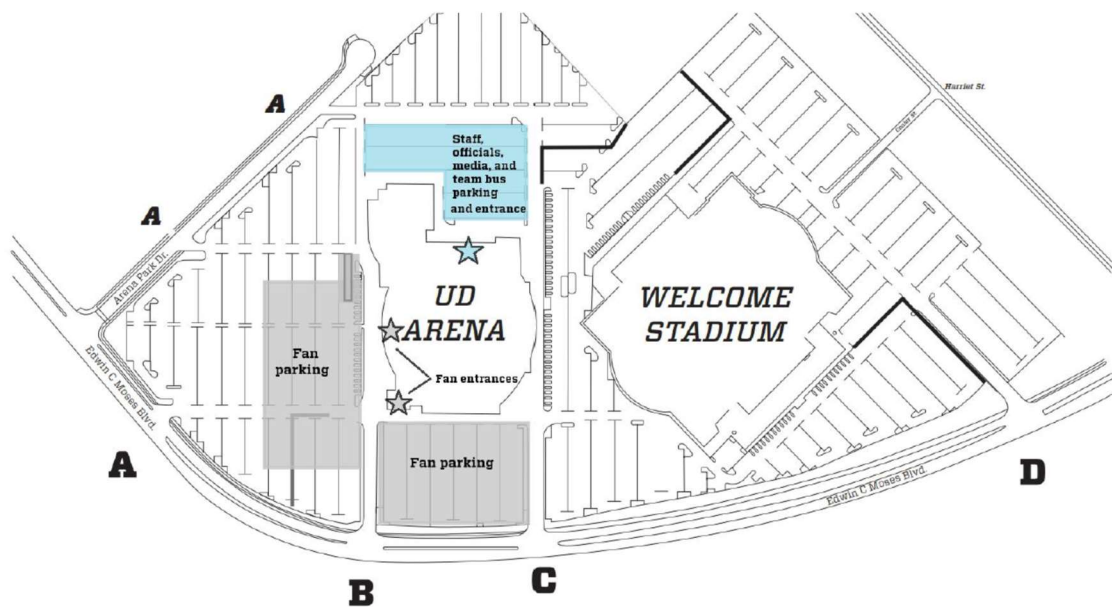 A
Harriet St.
Staff,
officials,
media, and
team bus
parking
and entrance
A
Arena Park Dr.
UD
ARENA
WELCOME
STADIUM
Fan
parking
Fan entrances
Edwin C Moses Blvd.
A
Fan parking
Edwin C Moses Blvd.
D
B
C